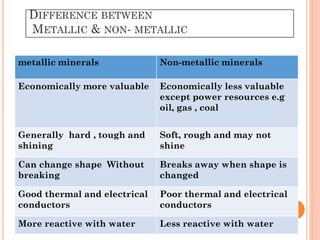 DIFFERENCE BETWEEN
METALLIC & NON- METALLIC
metallic minerals
Non-metallic minerals
Economically more valuable
Economically less valuable
except power resources e.g
oil, gas , coal
Generally hard , tough and
shining
Soft, rough and may not
shine
Can change shape Without
breaking
Breaks away when shape is
changed
Good thermal and electrical
conductors
Poor thermal and electrical
conductors
More reactive with water
Less reactive with water